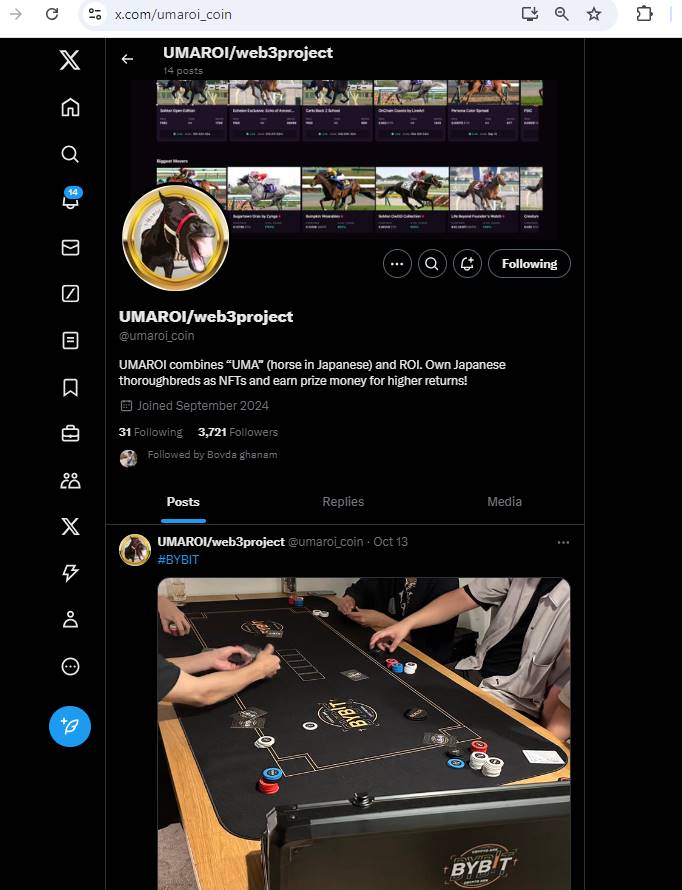 x.com/umaroi_coin
UMAROI/web3project
14 posts
14
Biggest Movers
Following
UMAROI/web3project
@umaroi_coin
UMAROI combines “UMA” (horse in Japanese) and ROI. Own Japanese
thoroughbreds as NFTs and earn prize money for higher returns!
Joined September 2024
31 Following 3,721 Followers
Followed by Bovda ghanam
Posts Replies Media
UMAROI/web3project @umaroi_coin · Oct 13
#BYBIT
BYBIT
BYBIT
BYBIT